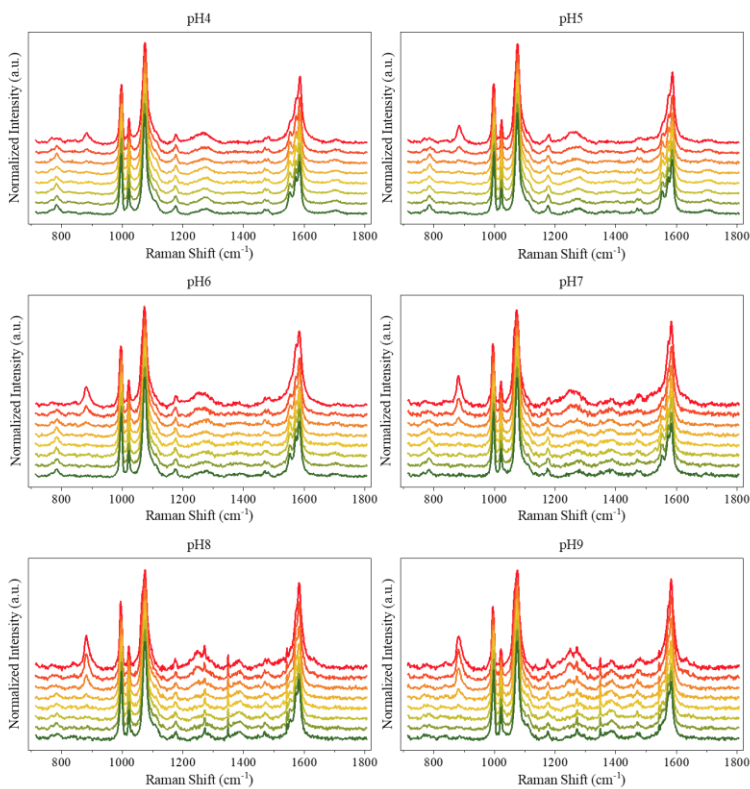 pH4
pH5
Normalized Intensity (a.u.)
800 1000 1200 1400 1600 1800
Raman Shift (cm⁻¹)
Normalized Intensity (a.u.)
800 1000 1200 1400 1600 1800
Raman Shift (cm⁻¹)
pH6
pH7
Normalized Intensity (a.u.)
800 1000 1200 1400 1600 1800
Raman Shift (cm⁻¹)
Normalized Intensity (a.u.)
800 1000 1200 1400 1600 1800
Raman Shift (cm⁻¹)
pH8
pH9
Normalized Intensity (a.u.)
800 1000 1200 1400 1600 1800
Raman Shift (cm⁻¹)
Normalized Intensity (a.u.)
800 1000 1200 1400 1600 1800
Raman Shift (cm⁻¹)